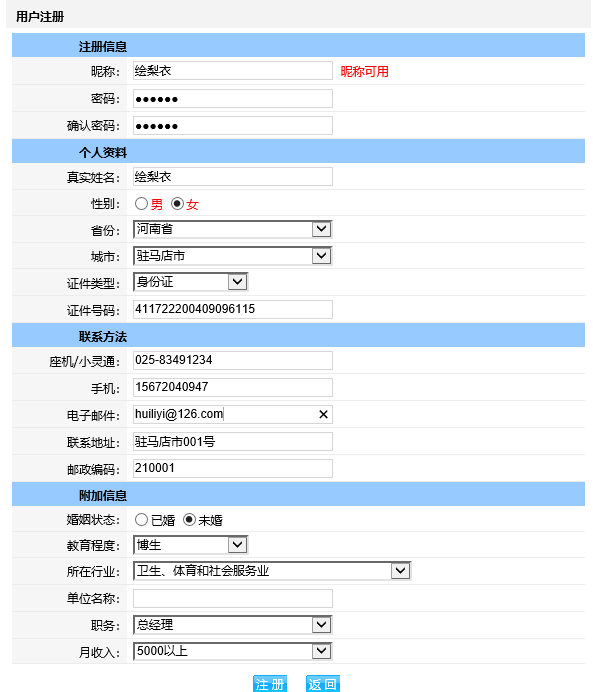 用户注册
注册信息
昵称： 绘梨衣 昵称可用
密码： ●●●●●●
确认密码： ●●●●●●
个人资料
真实姓名： 绘梨衣
性别： 男 女
省份： 河南省
城市： 驻马店市
证件类型： 身份证
证件号码： 411722200409096115
联系方法
座机/小灵通： 025-83491234
手机： 15672040947
电子邮件： huiliyi@126.com
联系地址： 驻马店市001号
邮政编码： 210001
附加信息
婚姻状态： 已婚 未婚
教育程度： 博生
所在行业： 卫生、体育和社会服务业
单位名称：
职务： 总经理
月收入： 5000以上
注册 返回